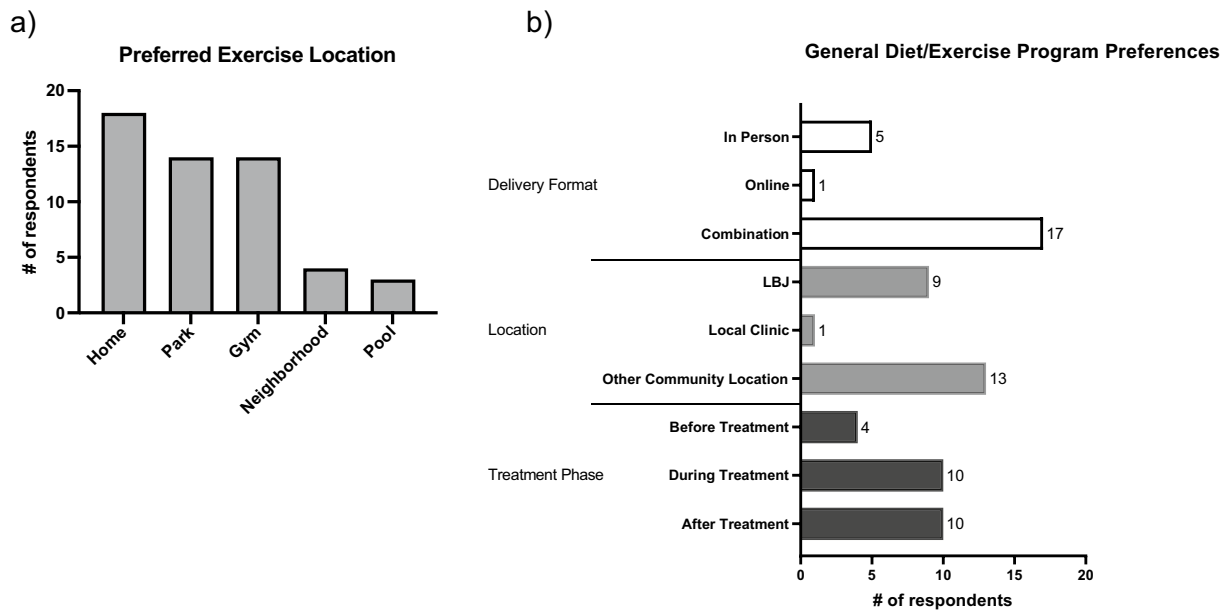 a)
Preferred Exercise Location
# of respondents
20
15
10
5
0
Home
Park
Gym
Neighborhood
Pool
b)
General Diet/Exercise Program Preferences
Delivery Format
In Person
5
Online
1
Combination
17
Location
LBJ
9
Local Clinic
1
Other Community Location
13
Treatment Phase
Before Treatment
4
During Treatment
10
After Treatment
10
0 5 10 15 20
# of respondents